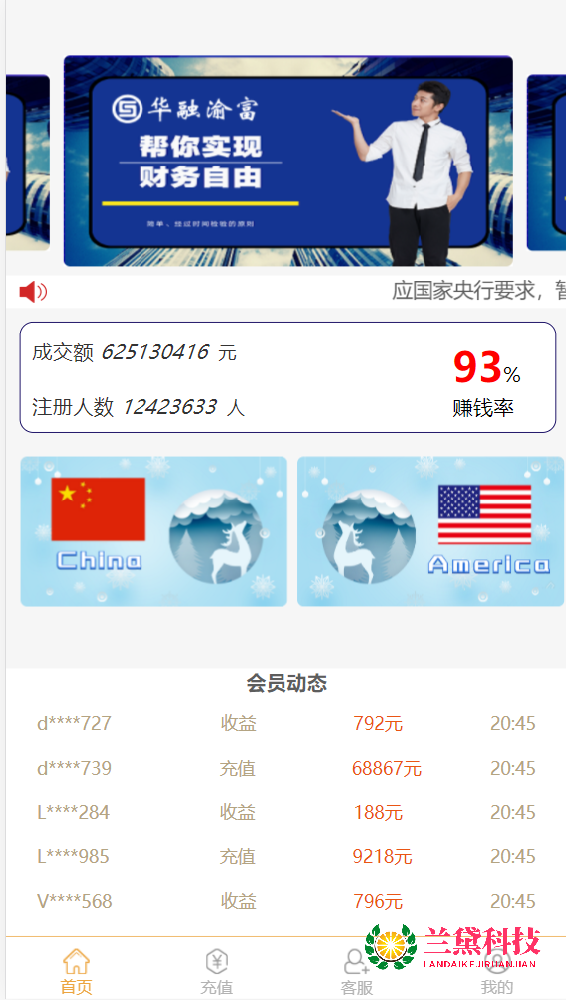 华融渝富
帮你实现
财务自由
简单、经过时间检验的原则
应国家央行要求，暂
成交额 625130416 元
注册人数 12423633 人
93%
赚钱率
China
America
会员动态
d****727 收益 792元 20:45
d****739 充值 68867元 20:45
L****284 收益 188元 20:45
L****985 充值 9218元 20:45
V****568 收益 796元 20:45
兰黛科技
LANDAIKEJIRUANJIAN
首页 充值 客服 我的